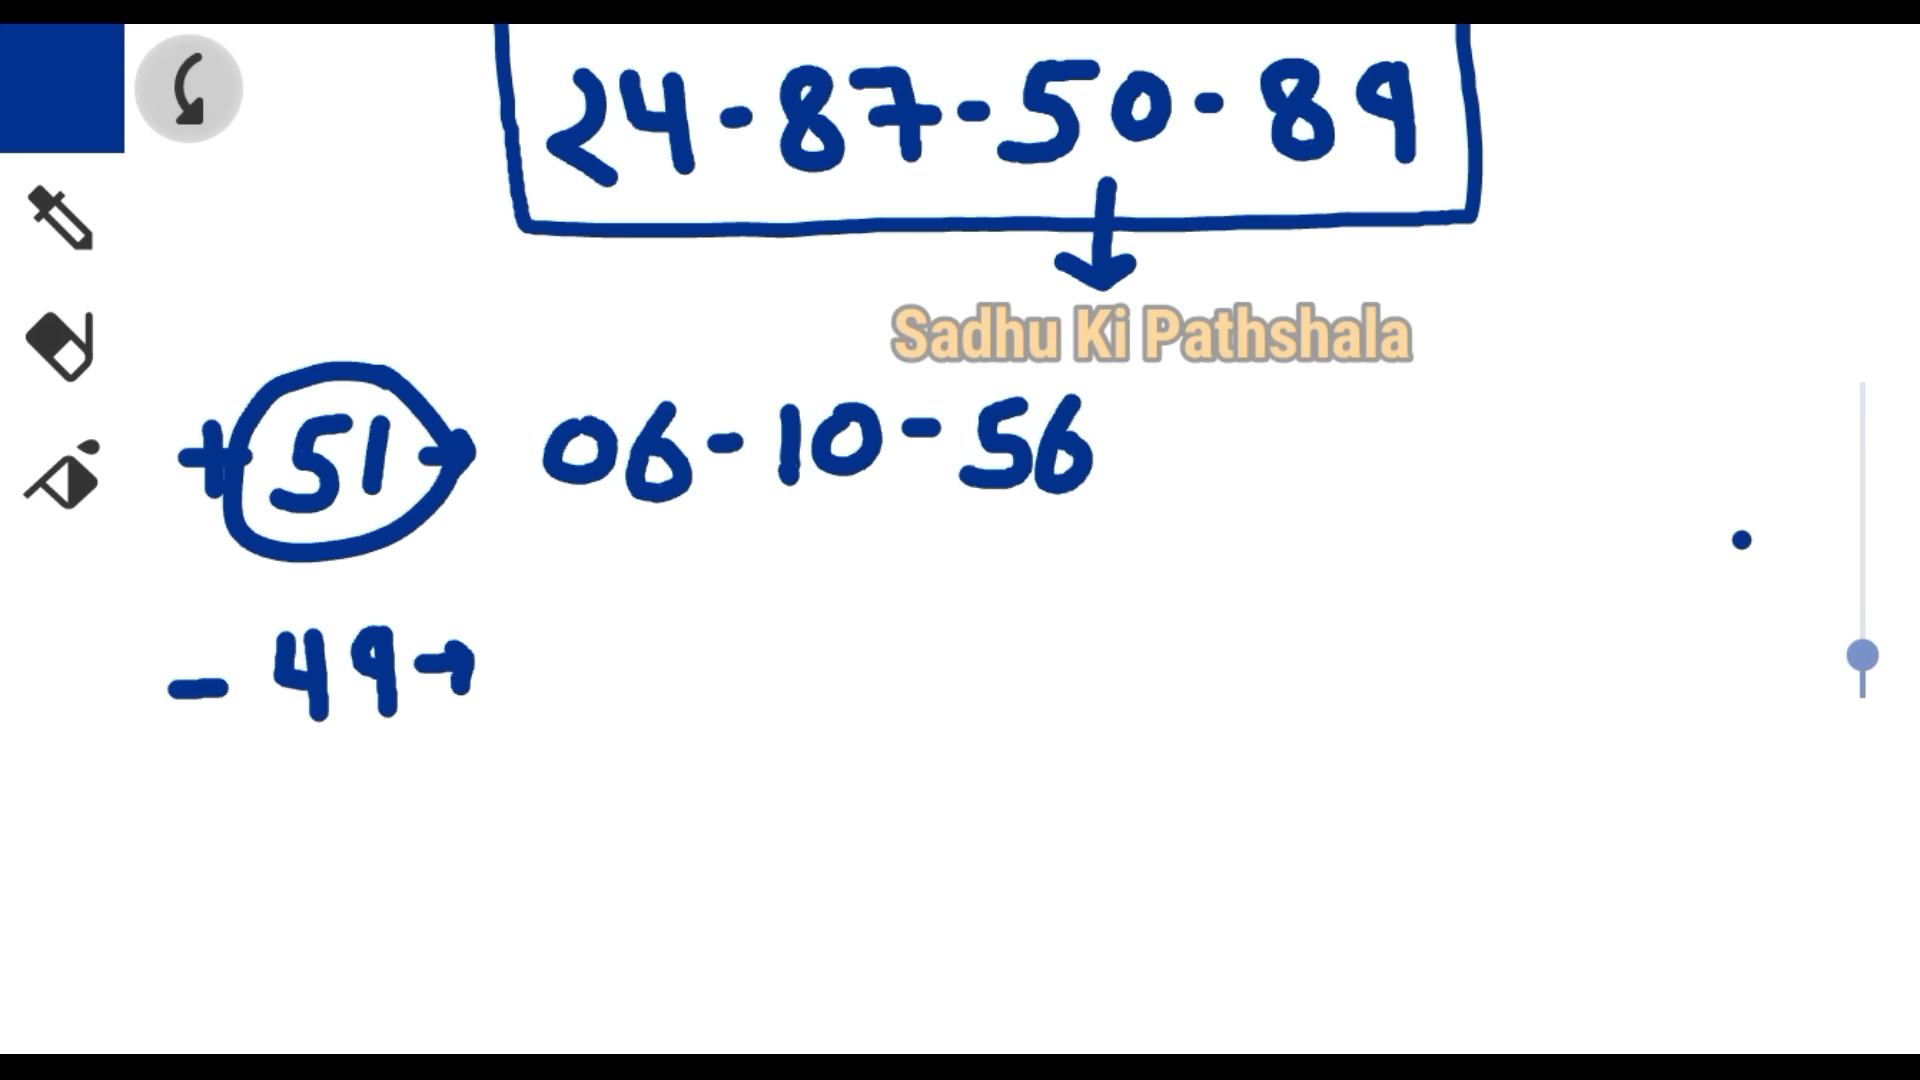 24-87-50-89
Sadhu Ki Pathshala
+ 51 → 06-10-56
- 49 →